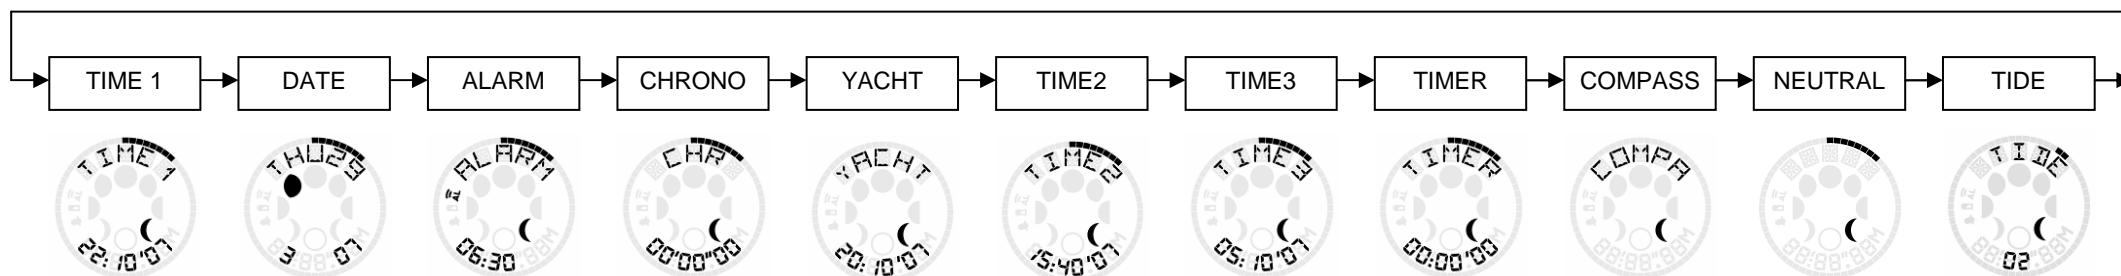 TIME 1 DATE ALARM CHRONO YACHT TIME2 TIME3 TIMER COMPASS NEUTRAL TIDE
TIME 1 THU29 ALARM CHR YACHT TIME2 TIME3 TIMER COMPA TIDE
AL
22:10'07 3 07 06:30 00'00"00 20:10'07 15:40'07 05:10'07 00:00'00 02